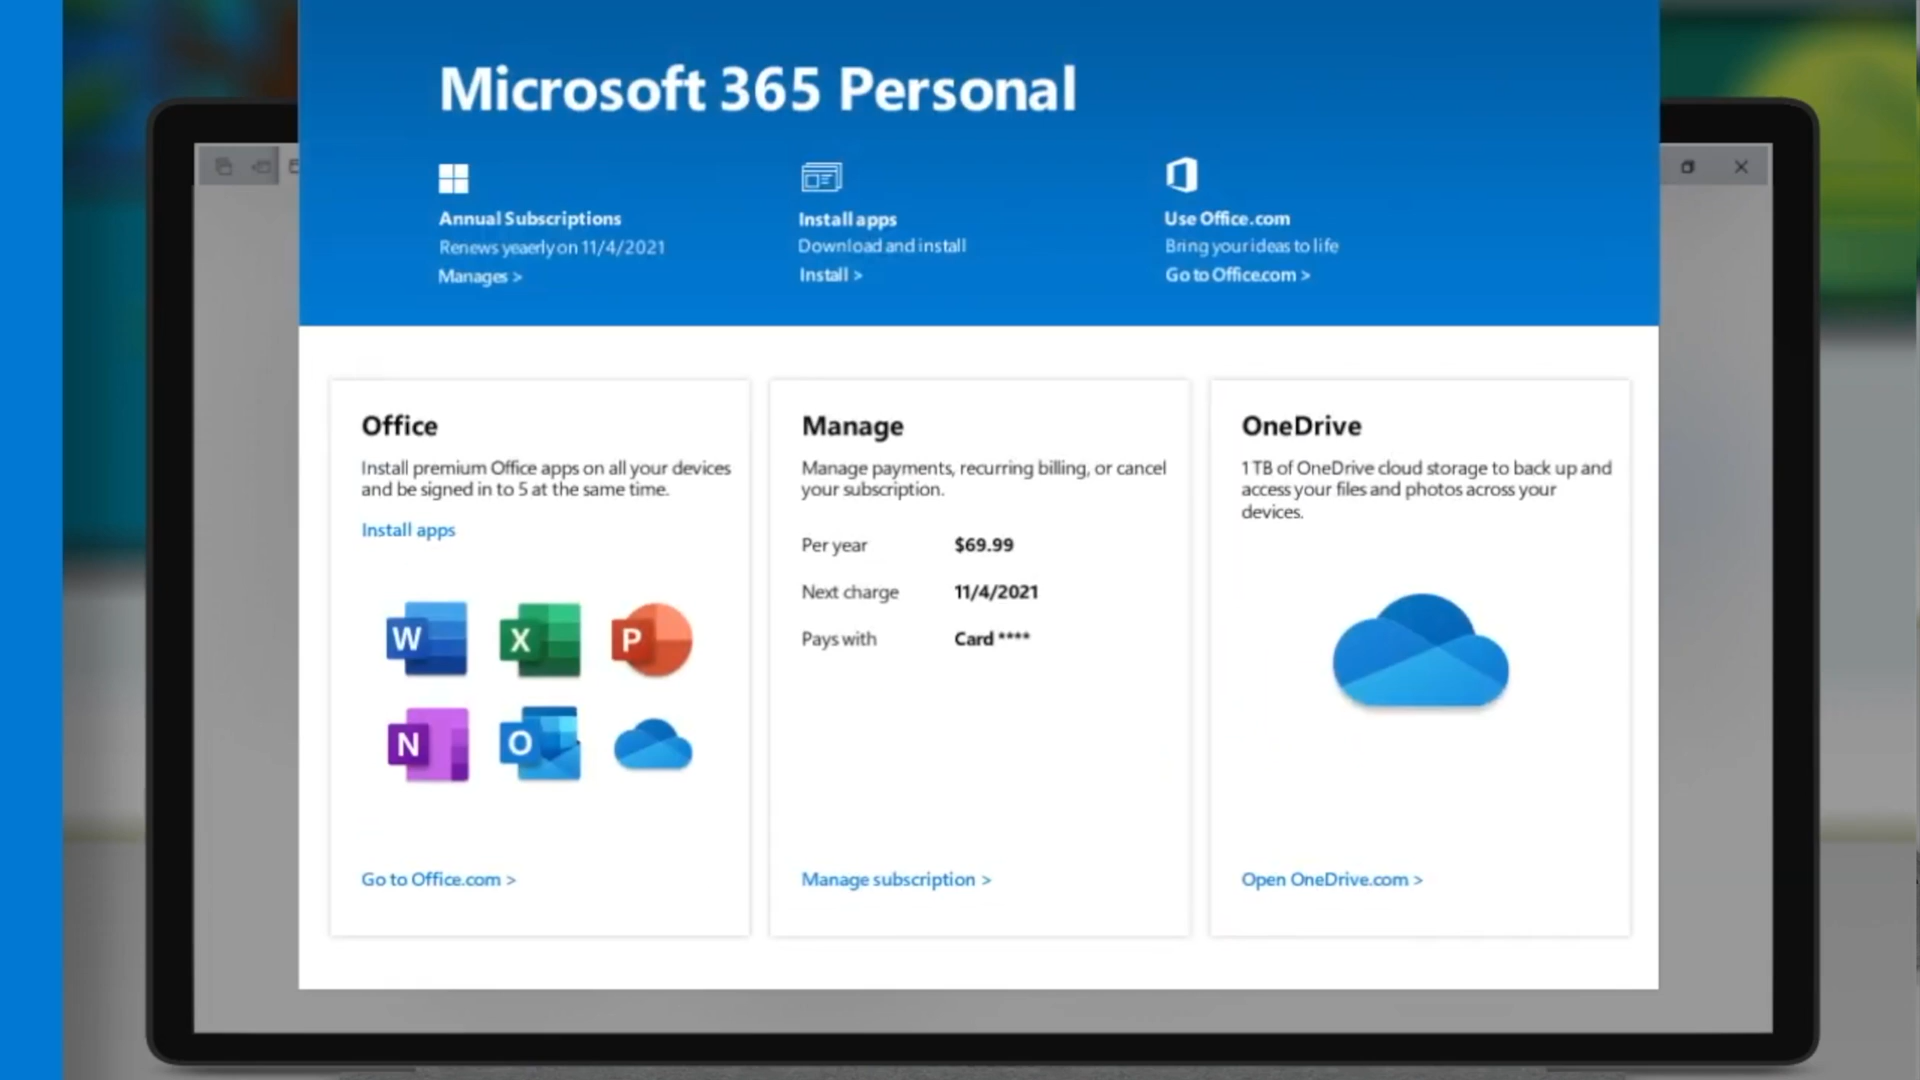 Microsoft 365 Personal
Annual Subscriptions
Renews yeaerly on 11/4/2021
Manages >
Install apps
Download and install
Install >
Use Office.com
Bring your ideas to life
Go to Office.com >
Office
Install premium Office apps on all your devices
and be signed in to 5 at the same time.
Install apps
W
X
P
N
O
Go to Office.com >
Manage
Manage payments, recurring billing, or cancel
your subscription.
Per year $69.99
Next charge 11/4/2021
Pays with Card ****
Manage subscription >
OneDrive
1 TB of OneDrive cloud storage to back up and
access your files and photos across your
devices.
Open OneDrive.com >